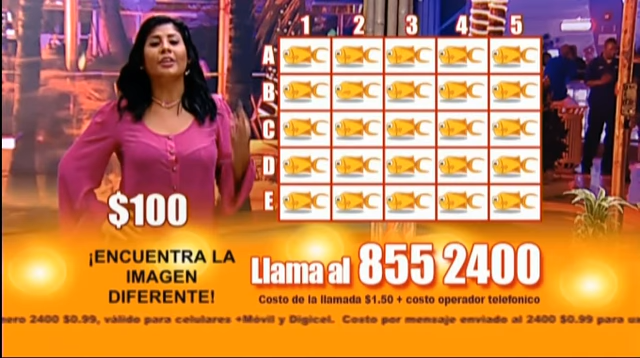 1 2 3 4 5
A
B
C
D
E
$100
¡ENCUENTRA LA
IMAGEN
DIFERENTE!
Llama al 855 2400
Costo de la llamada $1.50 + costo operador telefonico
nero 2400 $0.99, válido para celulares +Móvil y Digicel. Costo por mensaje enviado al 2400 $0.99 para us